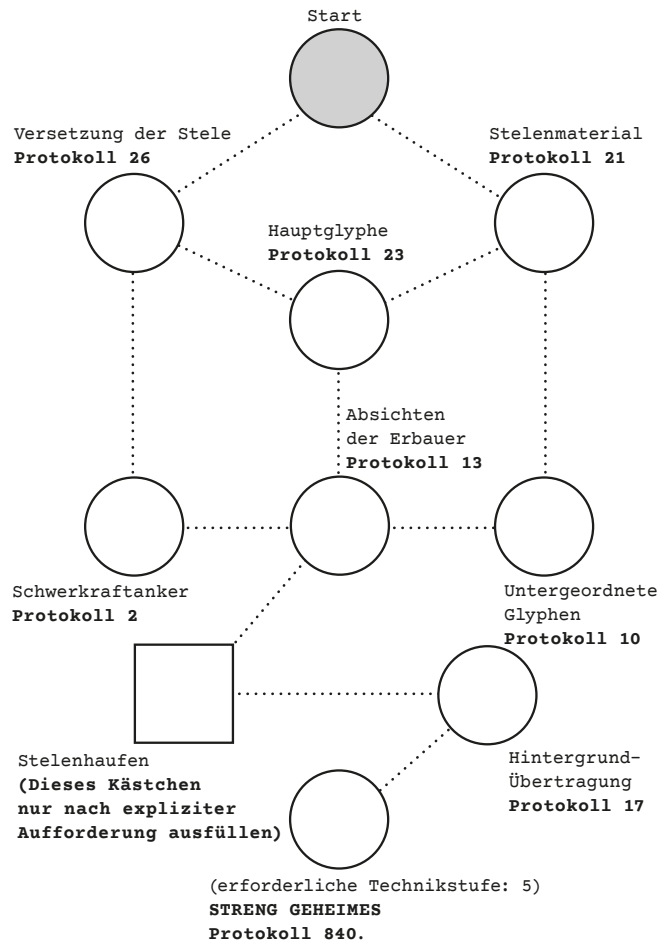 Start
Versetzung der Stele
Protokoll 26
Stelenmaterial
Protokoll 21
Hauptglyphe
Protokoll 23
Absichten
der Erbauer
Protokoll 13
Schwerkraftanker
Protokoll 2
Untergeordnete
Glyphen
Protokoll 10
Stelenhaufen
(Dieses Kästchen
nur nach expliziter
Aufforderung ausfüllen)
Hintergrund-
Übertragung
Protokoll 17
(erforderliche Technikstufe: 5)
STRENG GEHEIMES
Protokoll 840.